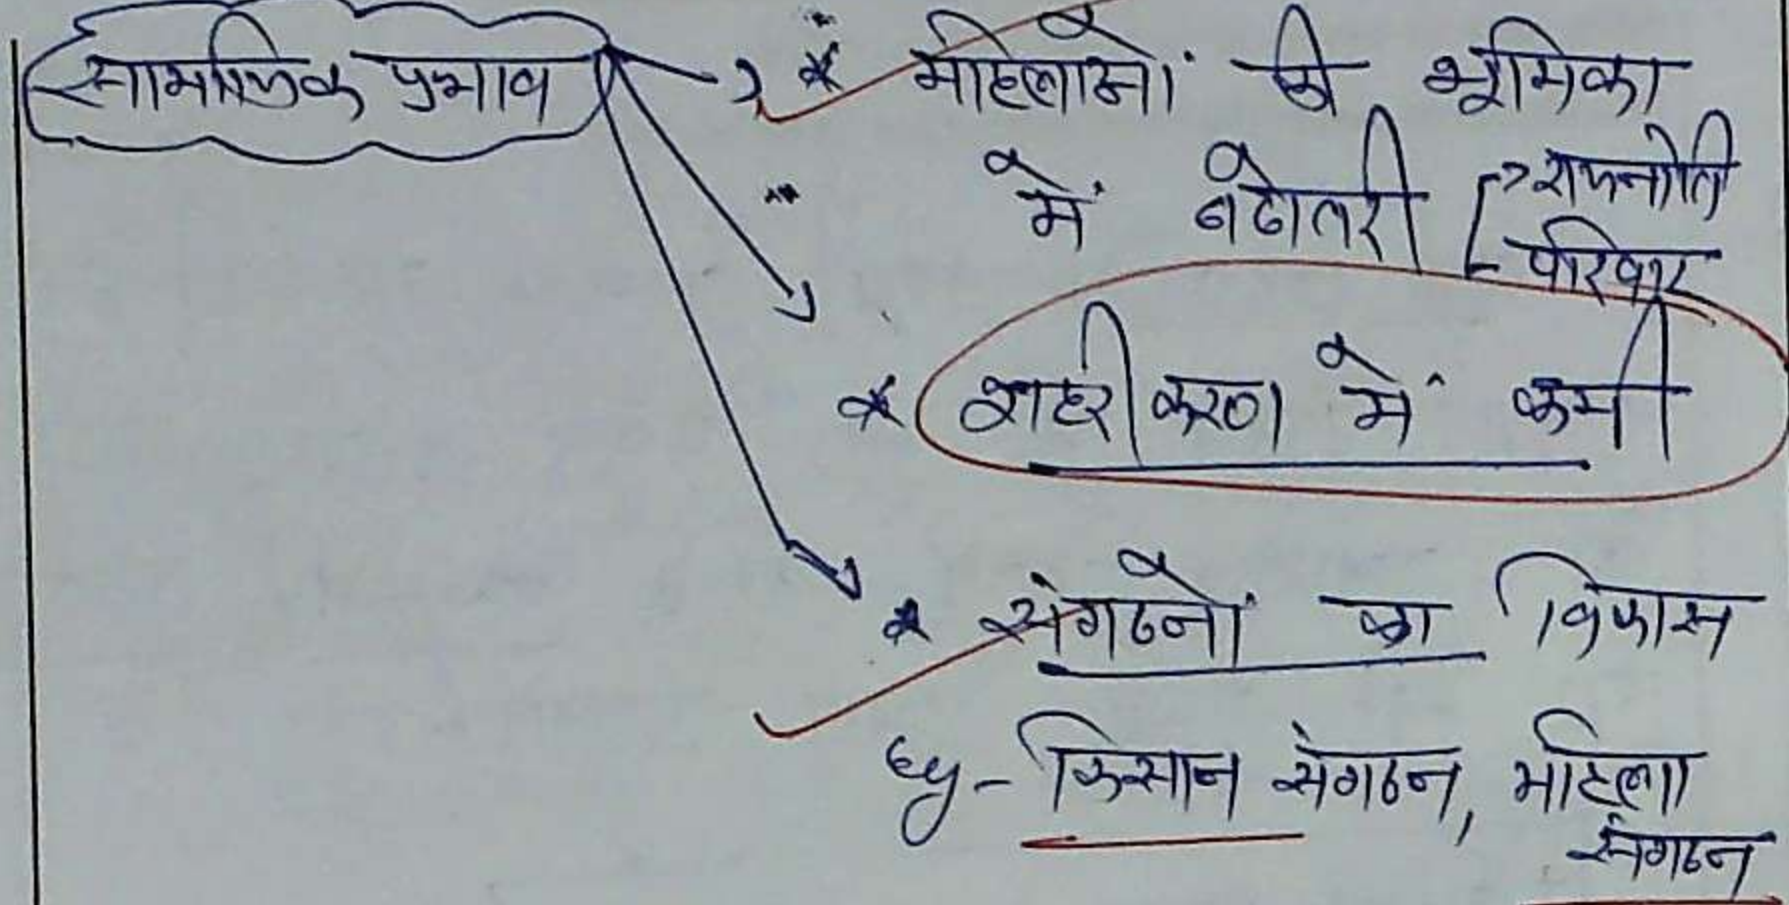 सामाजिक प्रभाव
* महिलाओं की भूमिका
में बढोतरी [→ राजनीति
परिवार
* शहरीकरण में कमी
* संगठनों का विकास
Eg - किसान संगठन, महिला
संगठन